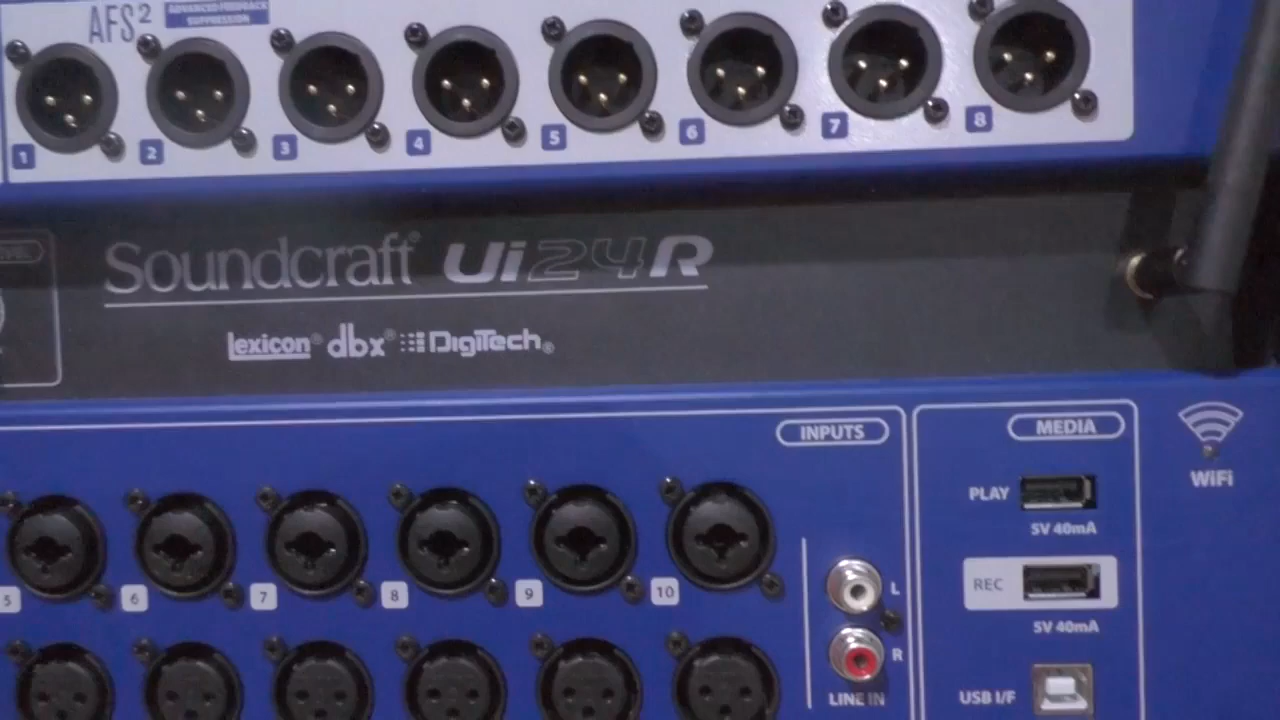 AFS²
ADVANCED FEEDBACK
SUPPRESSION
1 2 3 4 5 6 7 8
Soundcraft® Ui24R
lexicon® dbx® DigiTech®
INPUTS
MEDIA
WiFi
PLAY
5V 40mA
REC
5V 40mA
5 6 7 8 9 10
L
R
LINE IN
USB I/F